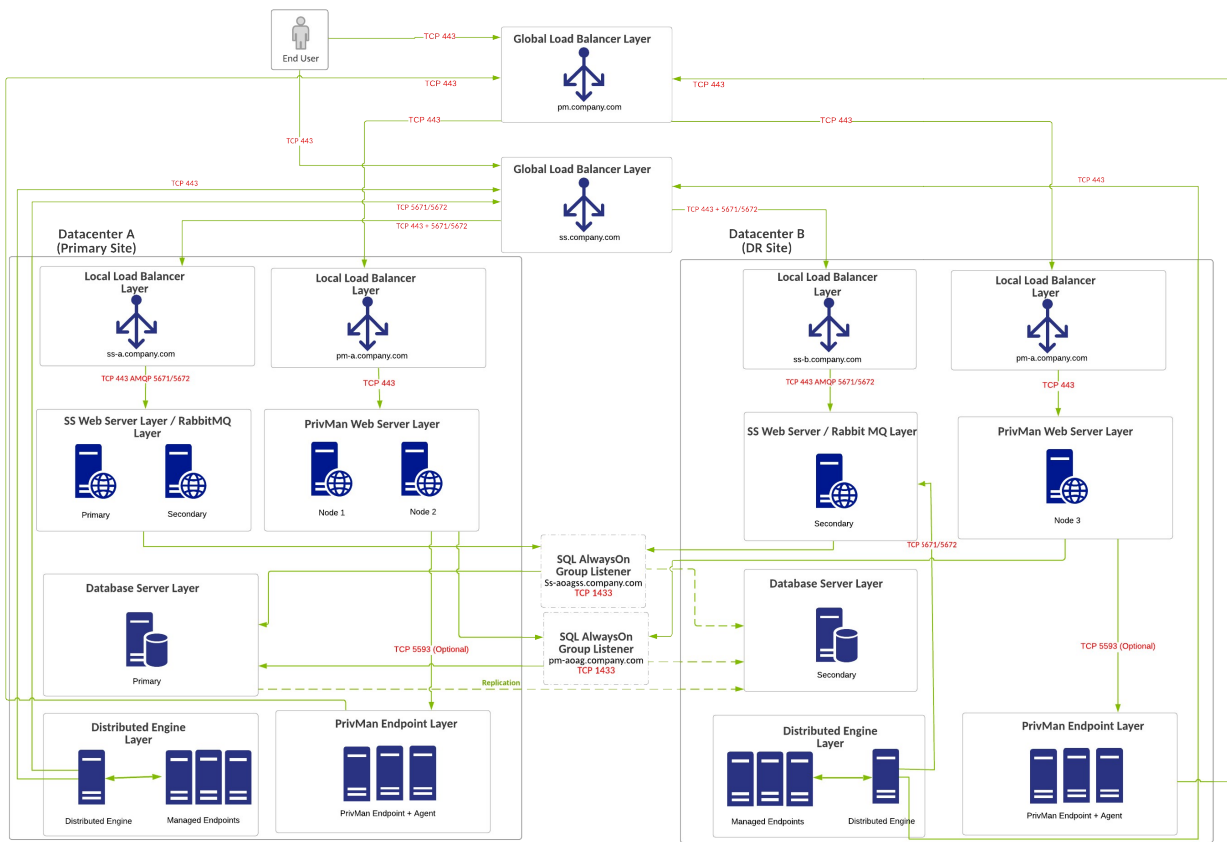 End User
TCP 443
Global Load Balancer Layer
pm.company.com
TCP 443
TCP 443
TCP 443
TCP 443
TCP 443
Global Load Balancer Layer
ss.company.com
TCP 443
TCP 5671/5672
TCP 443 + 5671/5672
TCP 443
TCP 443 + 5671/5672
Datacenter A
(Primary Site)
Local Load Balancer
Layer
ss-a.company.com
Local Load Balancer
Layer
pm-a.company.com
TCP 443 AMQP 5671/5672
TCP 443
SS Web Server Layer / RabbitMQ
Layer
Primary
Secondary
PrivMan Web Server Layer
Node 1
Node 2
Database Server Layer
Primary
TCP 5593 (Optional)
Replication
Distributed Engine
Layer
Distributed Engine
Managed Endpoints
PrivMan Endpoint Layer
PrivMan Endpoint + Agent
SQL AlwaysOn
Group Listener
Ss-aoagss.company.com
TCP 1433
SQL AlwaysOn
Group Listener
pm-aoag.company.com
TCP 1433
Datacenter B
(DR Site)
Local Load Balancer
Layer
ss-b.company.com
Local Load Balancer
Layer
pm-a.company.com
TCP 443 AMQP 5671/5672
TCP 443
SS Web Server / Rabbit MQ Layer
Secondary
PrivMan Web Server Layer
Node 3
TCP 5671/5672
Database Server Layer
Secondary
TCP 5593 (Optional)
Distributed Engine
Layer
Managed Endpoints
Distributed Engine
PrivMan Endpoint Layer
PrivMan Endpoint + Agent